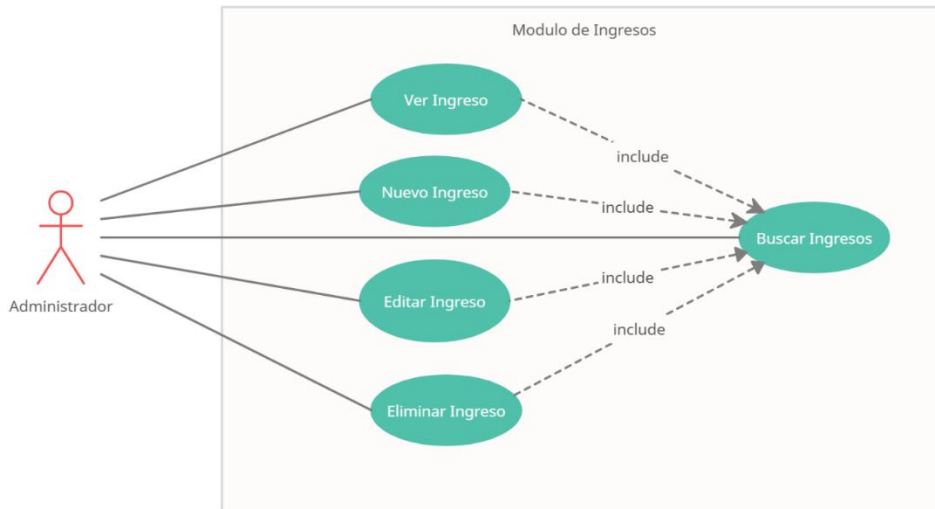 Modulo de Ingresos
Ver Ingreso
include
Nuevo Ingreso
include
Buscar Ingresos
Administrador
Editar Ingreso
include
include
Eliminar Ingreso